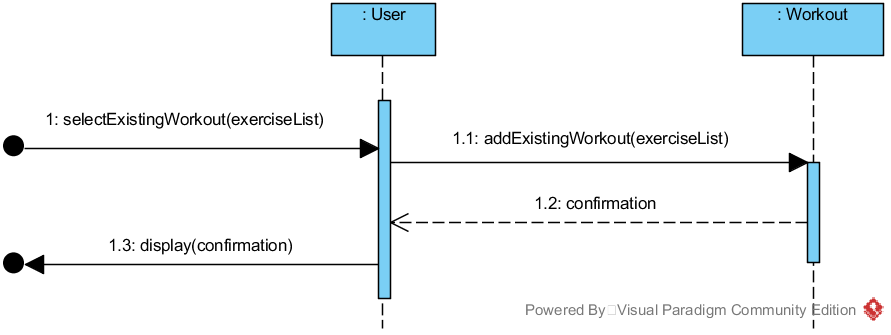 : User
: Workout
1: selectExistingWorkout(exerciseList)
1.1: addExistingWorkout(exerciseList)
1.2: confirmation
1.3: display(confirmation)
Powered By Visual Paradigm Community Edition